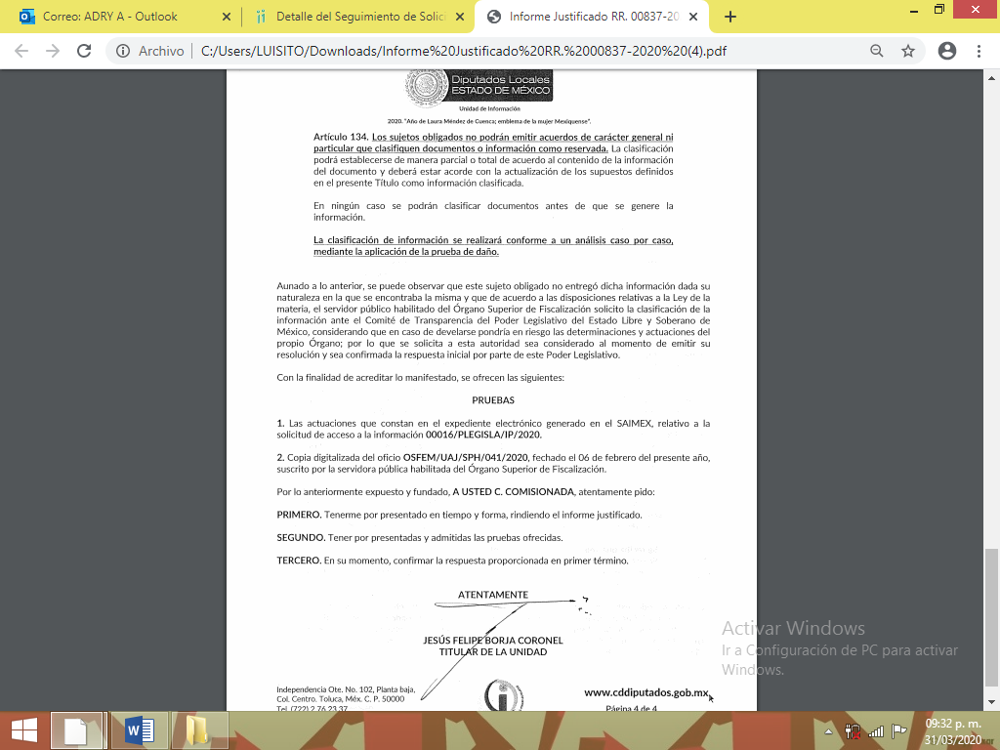 Correo: ADRY A - Outlook
Detalle del Seguimiento de Solic
Informe Justificado RR. 00837-20
Archivo
C:/Users/LUISITO/Downloads/Informe%20Justificado%20RR.%2000837-2020%20(4).pdf
Diputados Locales
ESTADO DE MÉXICO
Unidad de Información
2020. "Año de Laura Méndez de Cuenca; emblema de la mujer Mexiquense".
Artículo 134. Los sujetos obligados no podrán emitir acuerdos de carácter general ni
particular que clasifiquen documentos o información como reservada. La clasificación
podrá establecerse de manera parcial o total de acuerdo al contenido de la información
del documento y deberá estar acorde con la actualización de los supuestos definidos
en el presente Título como información clasificada.
En ningún caso se podrán clasificar documentos antes de que se genere la
información.
La clasificación de información se realizará conforme a un análisis caso por caso,
mediante la aplicación de la prueba de daño.
Aunado a lo anterior, se puede observar que este sujeto obligado no entregó dicha información dada su
naturaleza en la que se encontraba la misma y que de acuerdo a las disposiciones relativas a la Ley de la
materia, el servidor público habilitado del Órgano Superior de Fiscalización solicito la clasificación de la
información ante el Comité de Transparencia del Poder Legislativo del Estado Libre y Soberano de
México, considerando que en caso de develarse pondría en riesgo las determinaciones y actuaciones del
propio Órgano; por lo que se solicita a esta autoridad sea considerado al momento de emitir su
resolución y sea confirmada la respuesta inicial por parte de este Poder Legislativo.
Con la finalidad de acreditar lo manifestado, se ofrecen las siguientes:
PRUEBAS
1. Las actuaciones que constan en el expediente electrónico generado en el SAIMEX, relativo a la
solicitud de acceso a la información 00016/PLEGISLA/IP/2020.
2. Copia digitalizada del oficio OSFEM/UAJ/SPH/041/2020, fechado el 06 de febrero del presente año,
suscrito por la servidora pública habilitada del Órgano Superior de Fiscalización.
Por lo anteriormente expuesto y fundado, A USTED C. COMISIONADA, atentamente pido:
PRIMERO. Tenerme por presentado en tiempo y forma, rindiendo el informe justificado.
SEGUNDO. Tener por presentadas y admitidas las pruebas ofrecidas.
TERCERO. En su momento, confirmar la respuesta proporcionada en primer término.
ATENTAMENTE
JESÚS FELIPE BORJA CORONEL
TITULAR DE LA UNIDAD
Independencia Ote. No. 102, Planta baja,
Col. Centro. Toluca, Méx. C. P. 50000
Tel. (722) 2 76 23 37
www.cddiputados.gob.mx
Página 4 de 4
Activar Windows
Ir a Configuración de PC para activar
Windows.
09:32 p. m.
31/03/2020